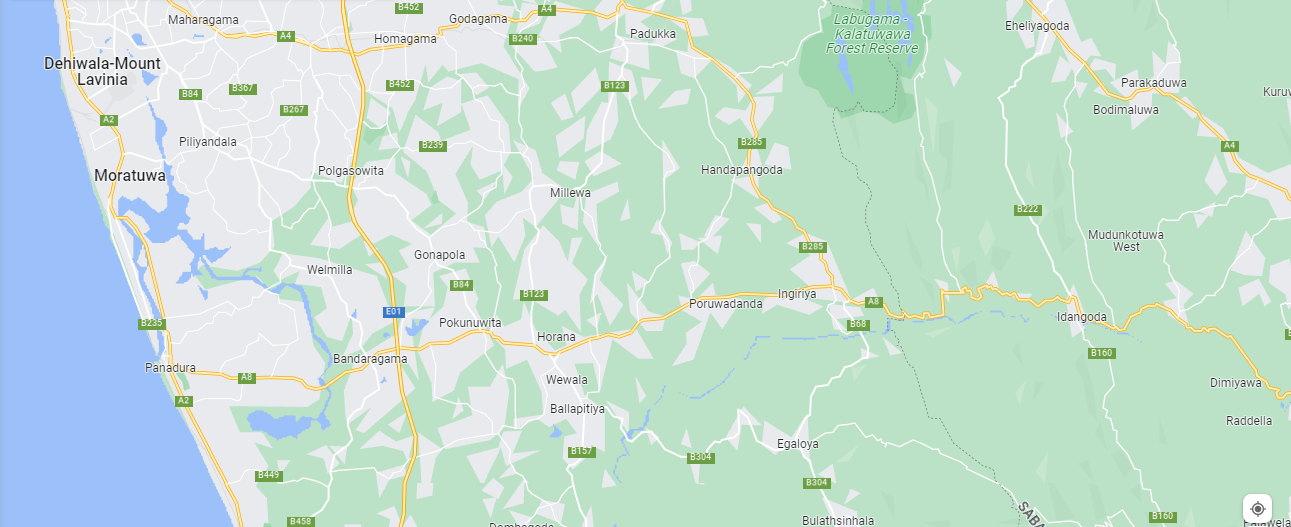 B452
Godagama
A4
Maharagama
A4
Homagama
B240
Padukka
Labugama -
Kalatuwawa
Forest Reserve
Eheliyagoda
Dehiwala-Mount
Lavinia
B84
B367
B452
B123
Parakaduwa
B267
Bodimaluwa
A2
Piliyandala
B239
B285
A4
Moratuwa
Polgasowita
Handapangoda
Millewa
B222
Mudunkotuwa
West
Gonapola
B285
Welmilla
B84
B123
Ingiriya
Poruwadanda
A8
E01
Idangoda
B235
Pokunuwita
B68
Horana
B160
Bandaragama
Panadura
A8
Wewala
Dimiyawa
A2
Ballapitiya
Raddella
Egaloya
B157
B304
B449
B304
B458
Bulathsinhala
B160